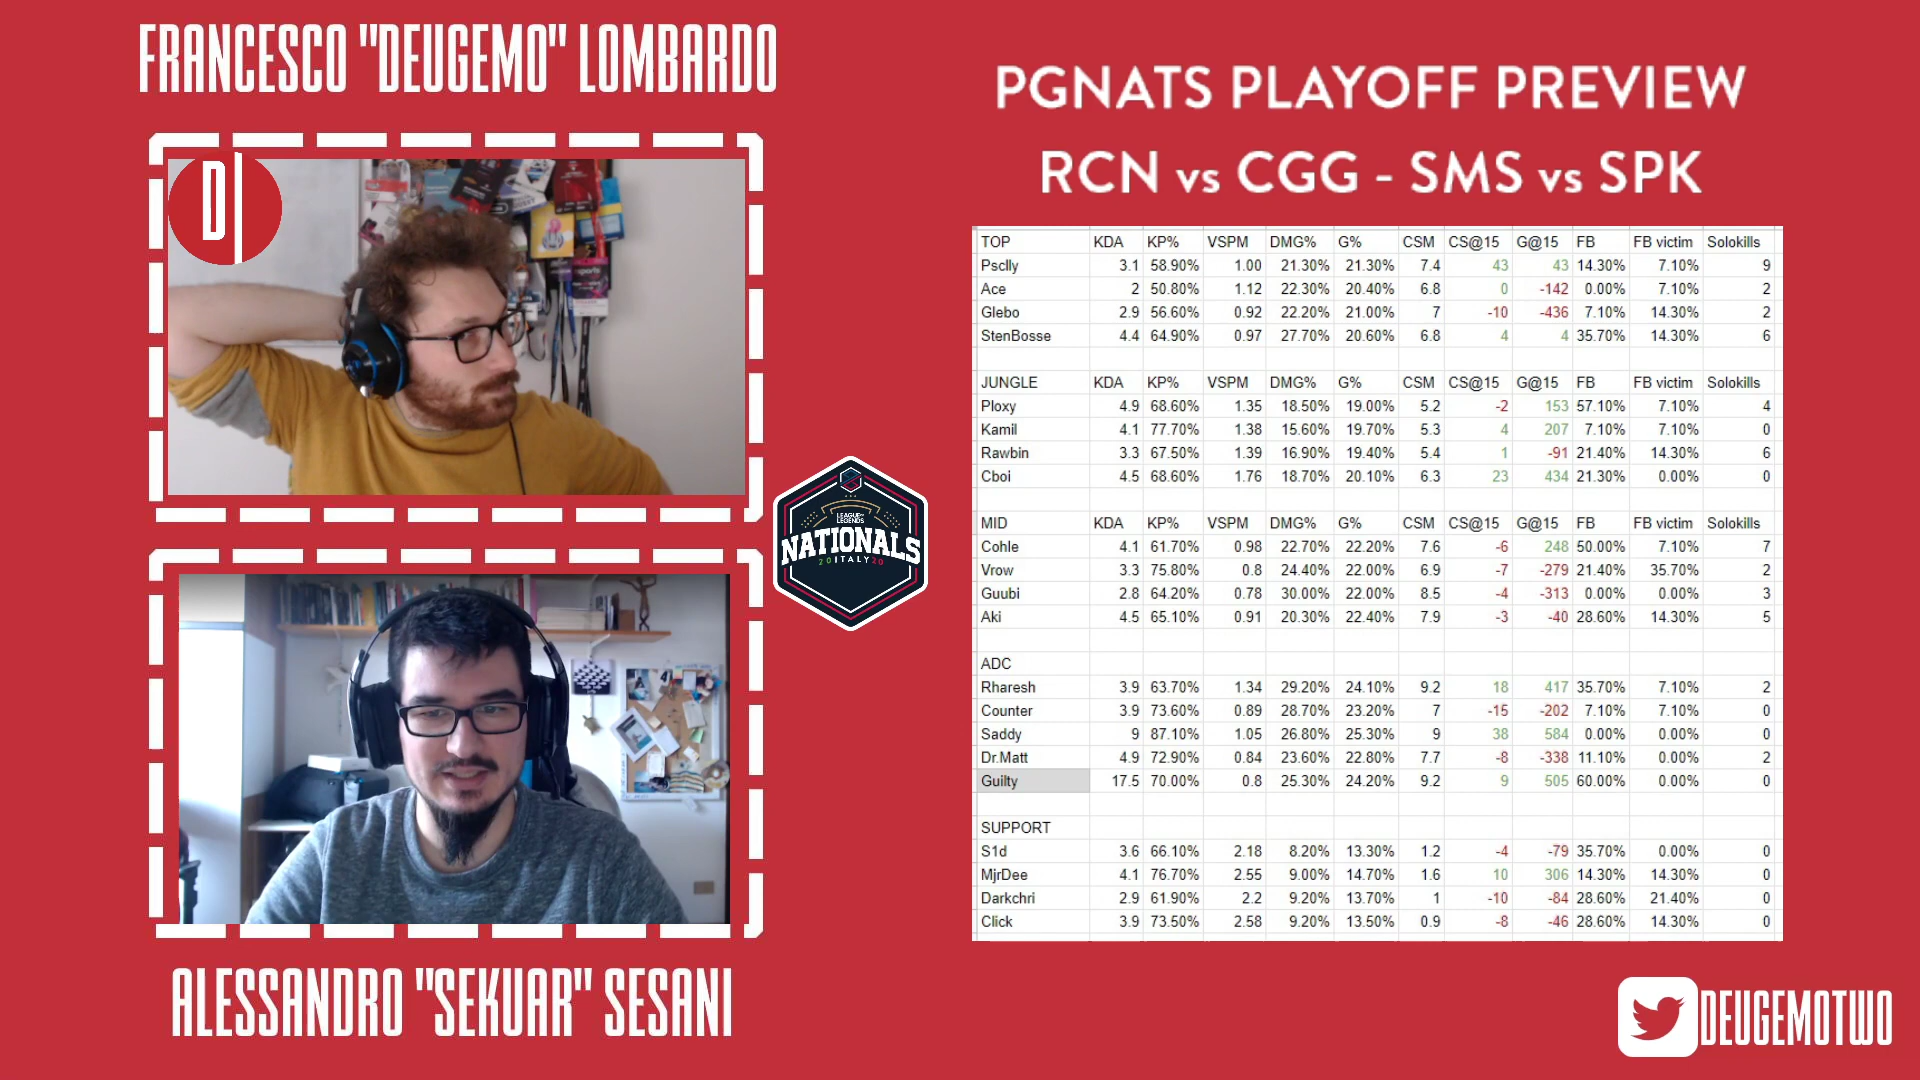 FRANCESCO "DEUGEMO" LOMBARDO
D
ALESSANDRO "SEKUAR" SESANI
LEAGUE OF
LEGENDS
NATIONALS
20ITALY20
PGNATS PLAYOFF PREVIEW
RCN vs CGG - SMS vs SPK
TOP KDA KP% VSPM DMG% G% CSM CS@15 G@15 FB FB victim Solokills
Psclly 3.1 58.90% 1.00 21.30% 21.30% 7.4 43 43 14.30% 7.10% 9
Ace 2 50.80% 1.12 22.30% 20.40% 6.8 0 -142 0.00% 7.10% 2
Glebo 2.9 56.60% 0.92 22.20% 21.00% 7 -10 -436 7.10% 14.30% 2
StenBosse 4.4 64.90% 0.97 27.70% 20.60% 6.8 4 4 35.70% 14.30% 6
JUNGLE KDA KP% VSPM DMG% G% CSM CS@15 G@15 FB FB victim Solokills
Ploxy 4.9 68.60% 1.35 18.50% 19.00% 5.2 -2 153 57.10% 7.10% 4
Kamil 4.1 77.70% 1.38 15.60% 19.70% 5.3 4 207 7.10% 7.10% 0
Rawbin 3.3 67.50% 1.39 16.90% 19.40% 5.4 1 -91 21.40% 14.30% 6
Cboi 4.5 68.60% 1.76 18.70% 20.10% 6.3 23 434 21.30% 0.00% 0
MID KDA KP% VSPM DMG% G% CSM CS@15 G@15 FB FB victim Solokills
Cohle 4.1 61.70% 0.98 22.70% 22.20% 7.6 -6 248 50.00% 7.10% 7
Vrow 3.3 75.80% 0.8 24.40% 22.00% 6.9 -7 -279 21.40% 35.70% 2
Guubi 2.8 64.20% 0.78 30.00% 22.00% 8.5 -4 -313 0.00% 0.00% 3
Aki 4.5 65.10% 0.91 20.30% 22.40% 7.9 -3 -40 28.60% 14.30% 5
ADC
Rharesh 3.9 63.70% 1.34 29.20% 24.10% 9.2 18 417 35.70% 7.10% 2
Counter 3.9 73.60% 0.89 28.70% 23.20% 7 -15 -202 7.10% 7.10% 0
Saddy 9 87.10% 1.05 26.80% 25.30% 9 38 584 0.00% 0.00% 0
Dr.Matt 4.9 72.90% 0.84 23.60% 22.80% 7.7 -8 -338 11.10% 0.00% 2
Guilty 17.5 70.00% 0.8 25.30% 24.20% 9.2 9 505 60.00% 0.00% 0
SUPPORT
S1d 3.6 66.10% 2.18 8.20% 13.30% 1.2 -4 -79 35.70% 0.00% 0
MjrDee 4.1 76.70% 2.55 9.00% 14.70% 1.6 10 306 14.30% 14.30% 0
Darkchri 2.9 61.90% 2.2 9.20% 13.70% 1 -10 -84 28.60% 21.40% 0
Click 3.9 73.50% 2.58 9.20% 13.50% 0.9 -8 -46 28.60% 14.30% 0
DEUGEMOTWO